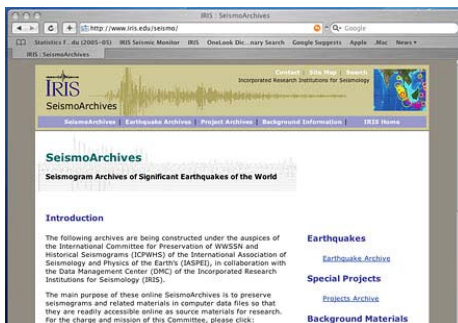 IRIS : SeismoArchives
http://www.iris.edu/seismo/
Google
Statistics f...du (2005-05) IRIS Seismic Monitor IRIS OneLook Dic...nary Search Google Suggests Apple .Mac News
IRIS : SeismoArchives
Contact | Site Map | Search
Incorporated Research Institutions for Seismology
IRIS
SeismoArchives
SeismoArchives | Earthquake Archives | Project Archives | Background Information | IRIS Home
SeismoArchives
Seismogram Archives of Significant Earthquakes of the World
Introduction
The following archives are being constructed under the auspices of
the International Committee for Preservation of WWSSN and
Historical Seismograms (ICPWHS) of the International Association of
Seismology and Physics of the Earth's (IASPEI), in collaboration with
the Data Management Center (DMC) of the Incorporated Research
Institutions for Seismology (IRIS).
The main purpose of these online SeismoArchives is to preserve
seismograms and related materials in computer data files so that
they are readily accessible online as source materials for research.
For the charge and mission of this Committee, please click:
Earthquakes
Earthquake Archive
Special Projects
Projects Archive
Background Materials